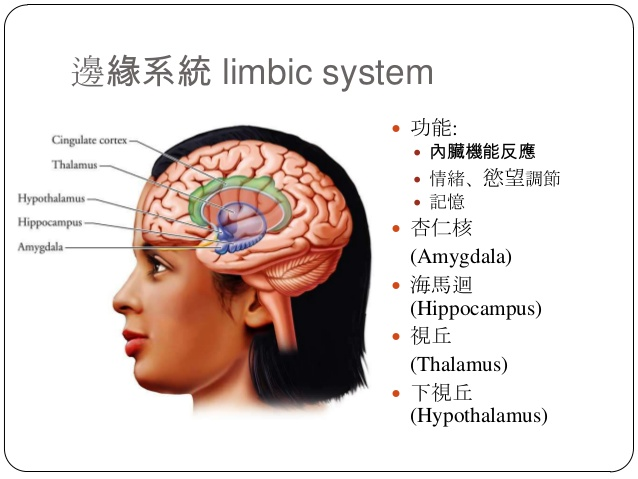 邊緣系統 limbic system
Cingulate cortex
Thalamus
Hypothalamus
Hippocampus
Amygdala
功能:
內臟機能反應
情緒、慾望調節
記憶
杏仁核
(Amygdala)
海馬迴
(Hippocampus)
視丘
(Thalamus)
下視丘
(Hypothalamus)